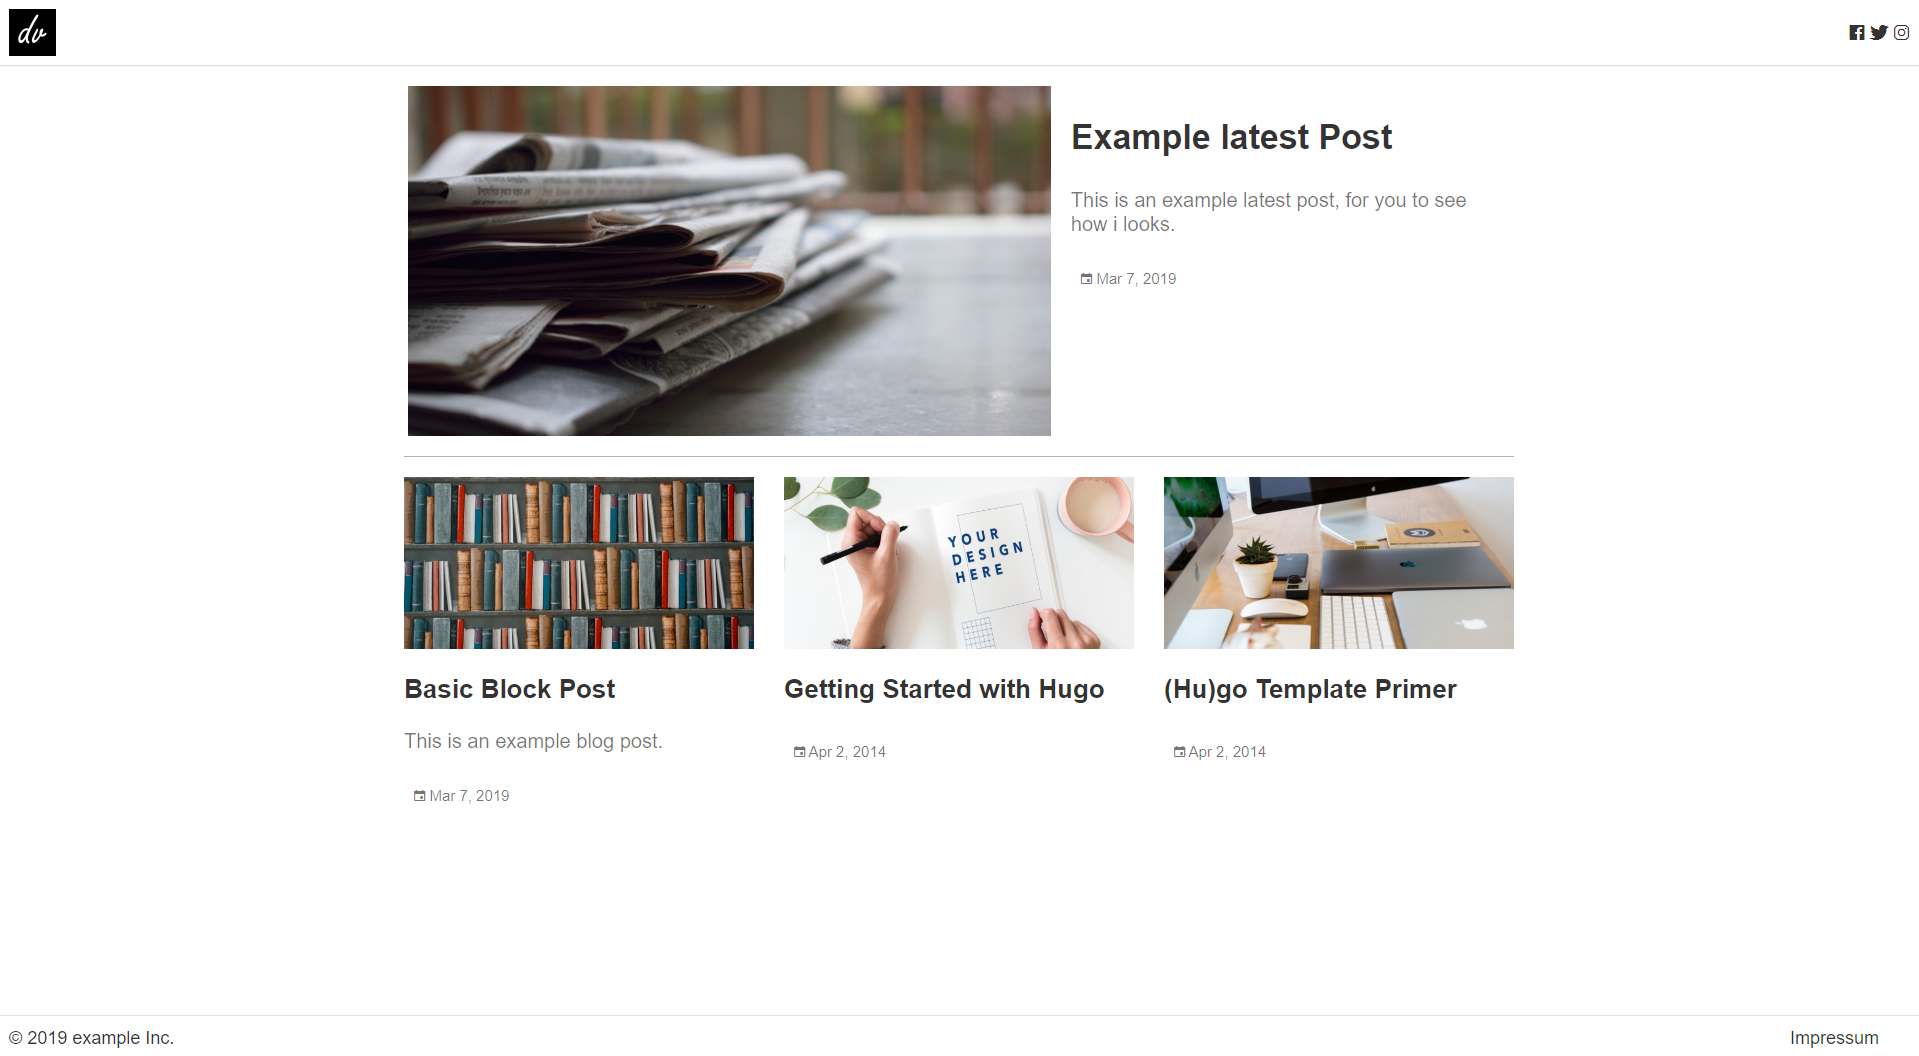 dv
Example latest Post
This is an example latest post, for you to see
how i looks.
Mar 7, 2019
YOUR
DESIGN
HERE
Basic Block Post
This is an example blog post.
Mar 7, 2019
Getting Started with Hugo
Apr 2, 2014
(Hu)go Template Primer
Apr 2, 2014
© 2019 example Inc.
Impressum